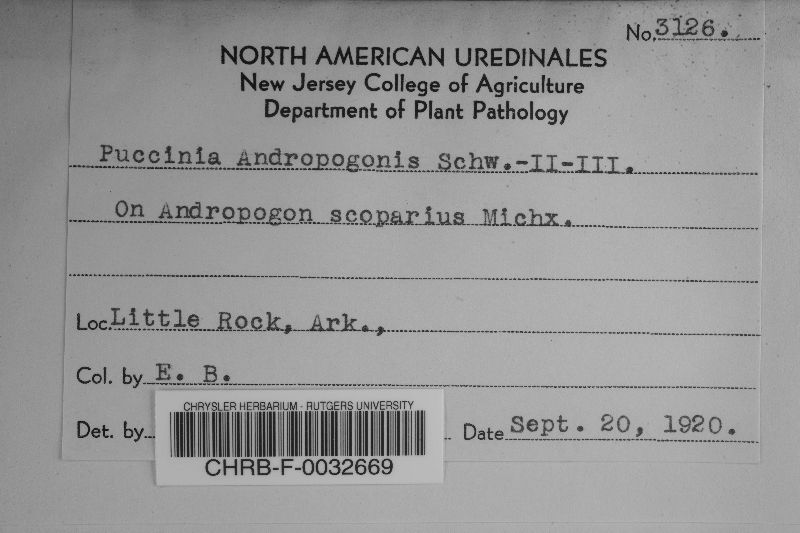 No. 3126.
NORTH AMERICAN UREDINALES
New Jersey College of Agriculture
Department of Plant Pathology
Puccinia Andropogonis Schw.-II-III.
On Andropogon scoparius Michx.
Loc. Little Rock, Ark.,
Col. by E. B.
CHRYSLER HERBARIUM - RUTGERS UNIVERSITY
Det. by
Date Sept. 20, 1920.
CHRB-F-0032669